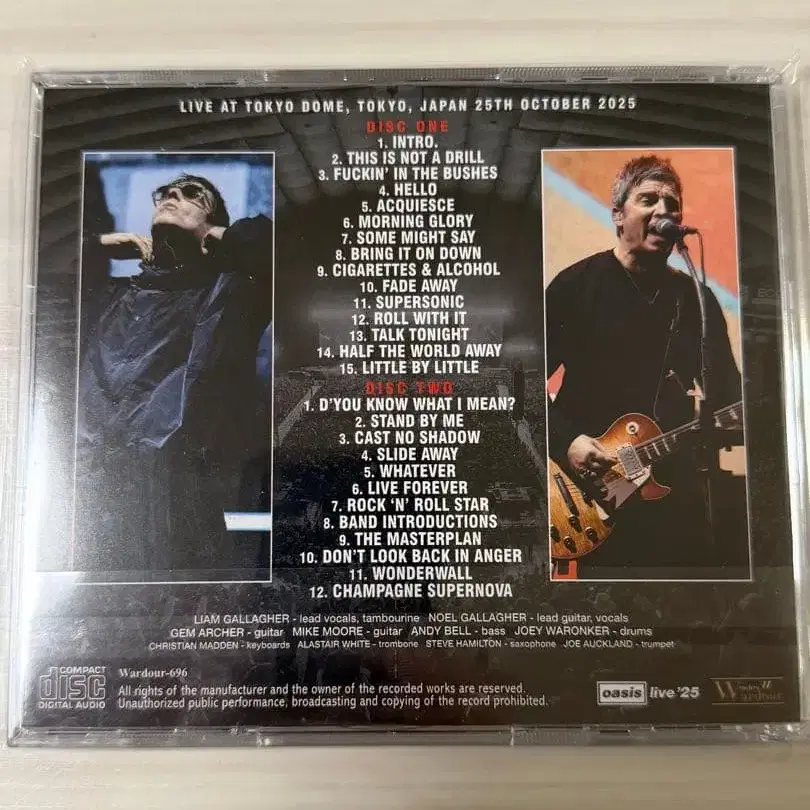 LIVE AT TOKYO DOME, TOKYO, JAPAN 25TH OCTOBER 2025
DISC ONE
1. INTRO.
2. THIS IS NOT A DRILL
3. FUCKIN' IN THE BUSHES
4. HELLO
5. ACQUIESCE
6. MORNING GLORY
7. SOME MIGHT SAY
8. BRING IT ON DOWN
9. CIGARETTES & ALCOHOL
10. FADE AWAY
11. SUPERSONIC
12. ROLL WITH IT
13. TALK TONIGHT
14. HALF THE WORLD AWAY
15. LITTLE BY LITTLE
DISC TWO
1. D'YOU KNOW WHAT I MEAN?
2. STAND BY ME
3. CAST NO SHADOW
4. SLIDE AWAY
5. WHATEVER
6. LIVE FOREVER
7. ROCK 'N' ROLL STAR
8. BAND INTRODUCTIONS
9. THE MASTERPLAN
10. DON'T LOOK BACK IN ANGER
11. WONDERWALL
12. CHAMPAGNE SUPERNOVA
LIAM GALLAGHER - lead vocals, tambourine NOEL GALLAGHER - lead guitar, vocals
GEM ARCHER - guitar MIKE MOORE - guitar ANDY BELL - bass JOEY WARONKER - drums
CHRISTIAN MADDEN - keyboards ALASTAIR WHITE - trombone STEVE HAMILTON - saxophone JOE AUCKLAND - trumpet
COMPACT
disc
DIGITAL AUDIO
Wardour-696
All rights of the manufacturer and the owner of the recorded works are reserved.
Unauthorized public performance, broadcasting and copying of the record prohibited.
oasis live '25